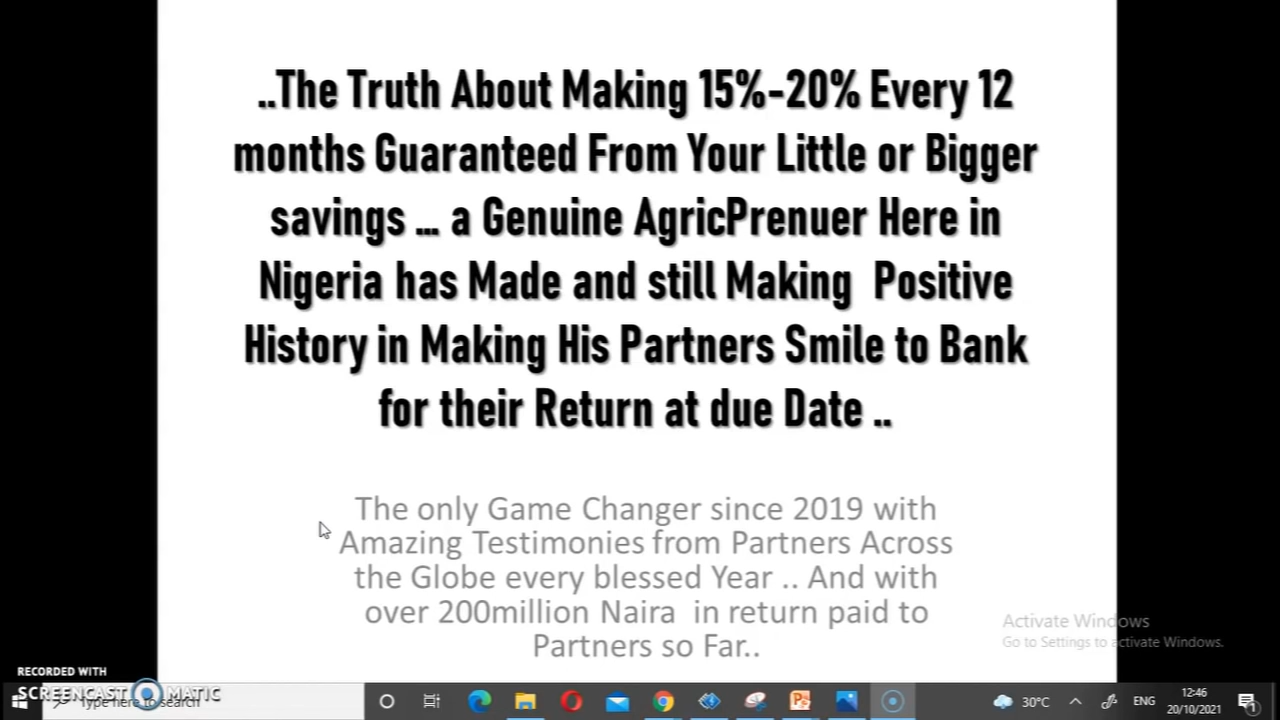 ..The Truth About Making 15%-20% Every 12
months Guaranteed From Your Little or Bigger
savings ... a Genuine AgricPrenuer Here in
Nigeria has Made and still Making Positive
History in Making His Partners Smile to Bank
for their Return at due Date ..
The only Game Changer since 2019 with
Amazing Testimonies from Partners Across
the Globe every blessed Year .. And with
over 200million Naira in return paid to
Partners so Far..
Activate Windows
Go to Settings to activate Windows.
RECORDED WITH
SCREENCAST MATIC
Type here to search
30°C
ENG
12:46
20/10/2021
1